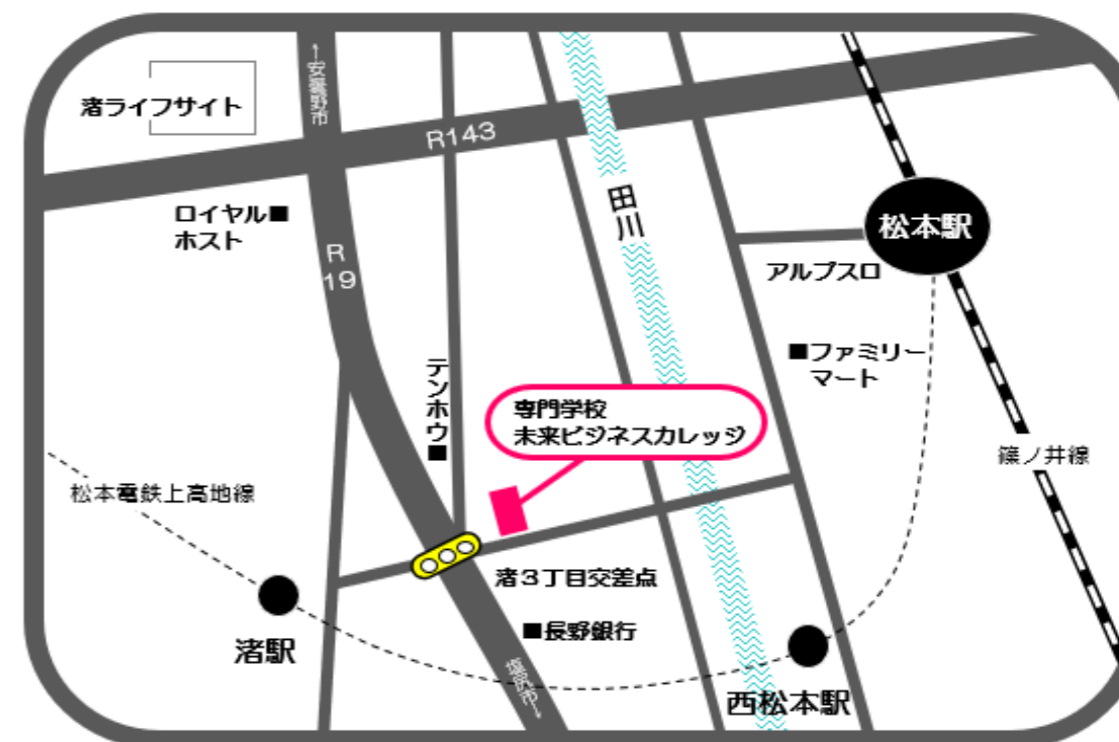 ←安曇野市
渚ライフサイト
R143
ロイヤル■
ホスト
R
19
田川
松本駅
アルプスロ
■ファミリー
マート
テンホウ■
専門学校
未来ビジネスカレッジ
篠ノ井線
松本電鉄上高地線
渚3丁目交差点
渚駅
■長野銀行
塩尻市→
西松本駅